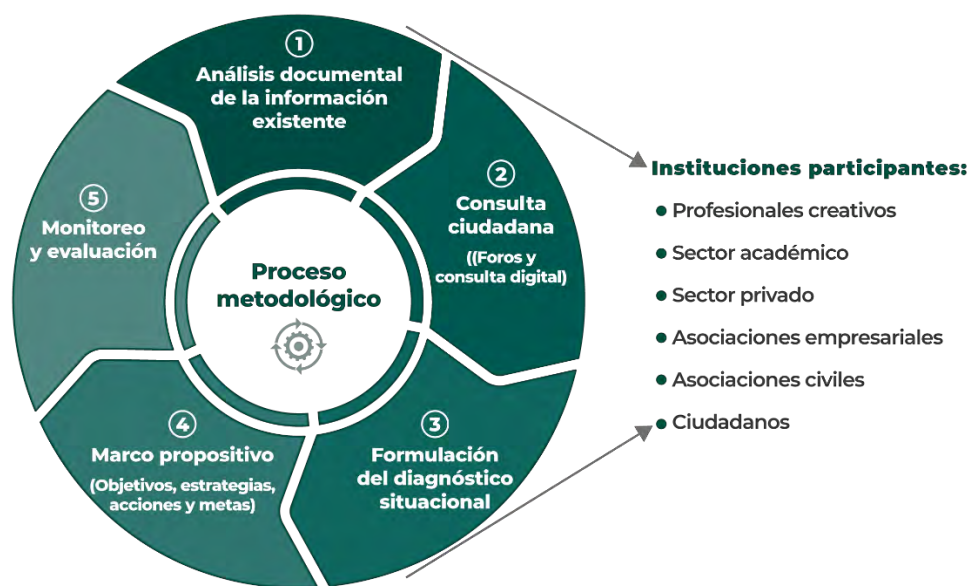 1
Análisis documental
de la información
existente
2
Consulta
ciudadana
((Foros y
consulta digital)
3
Formulación
del diagnóstico
situacional
4
Marco propositivo
(Objetivos, estrategias,
acciones y metas)
5
Monitoreo
y evaluación
Proceso
metodológico
Instituciones participantes:
• Profesionales creativos
• Sector académico
• Sector privado
• Asociaciones empresariales
• Asociaciones civiles
• Ciudadanos